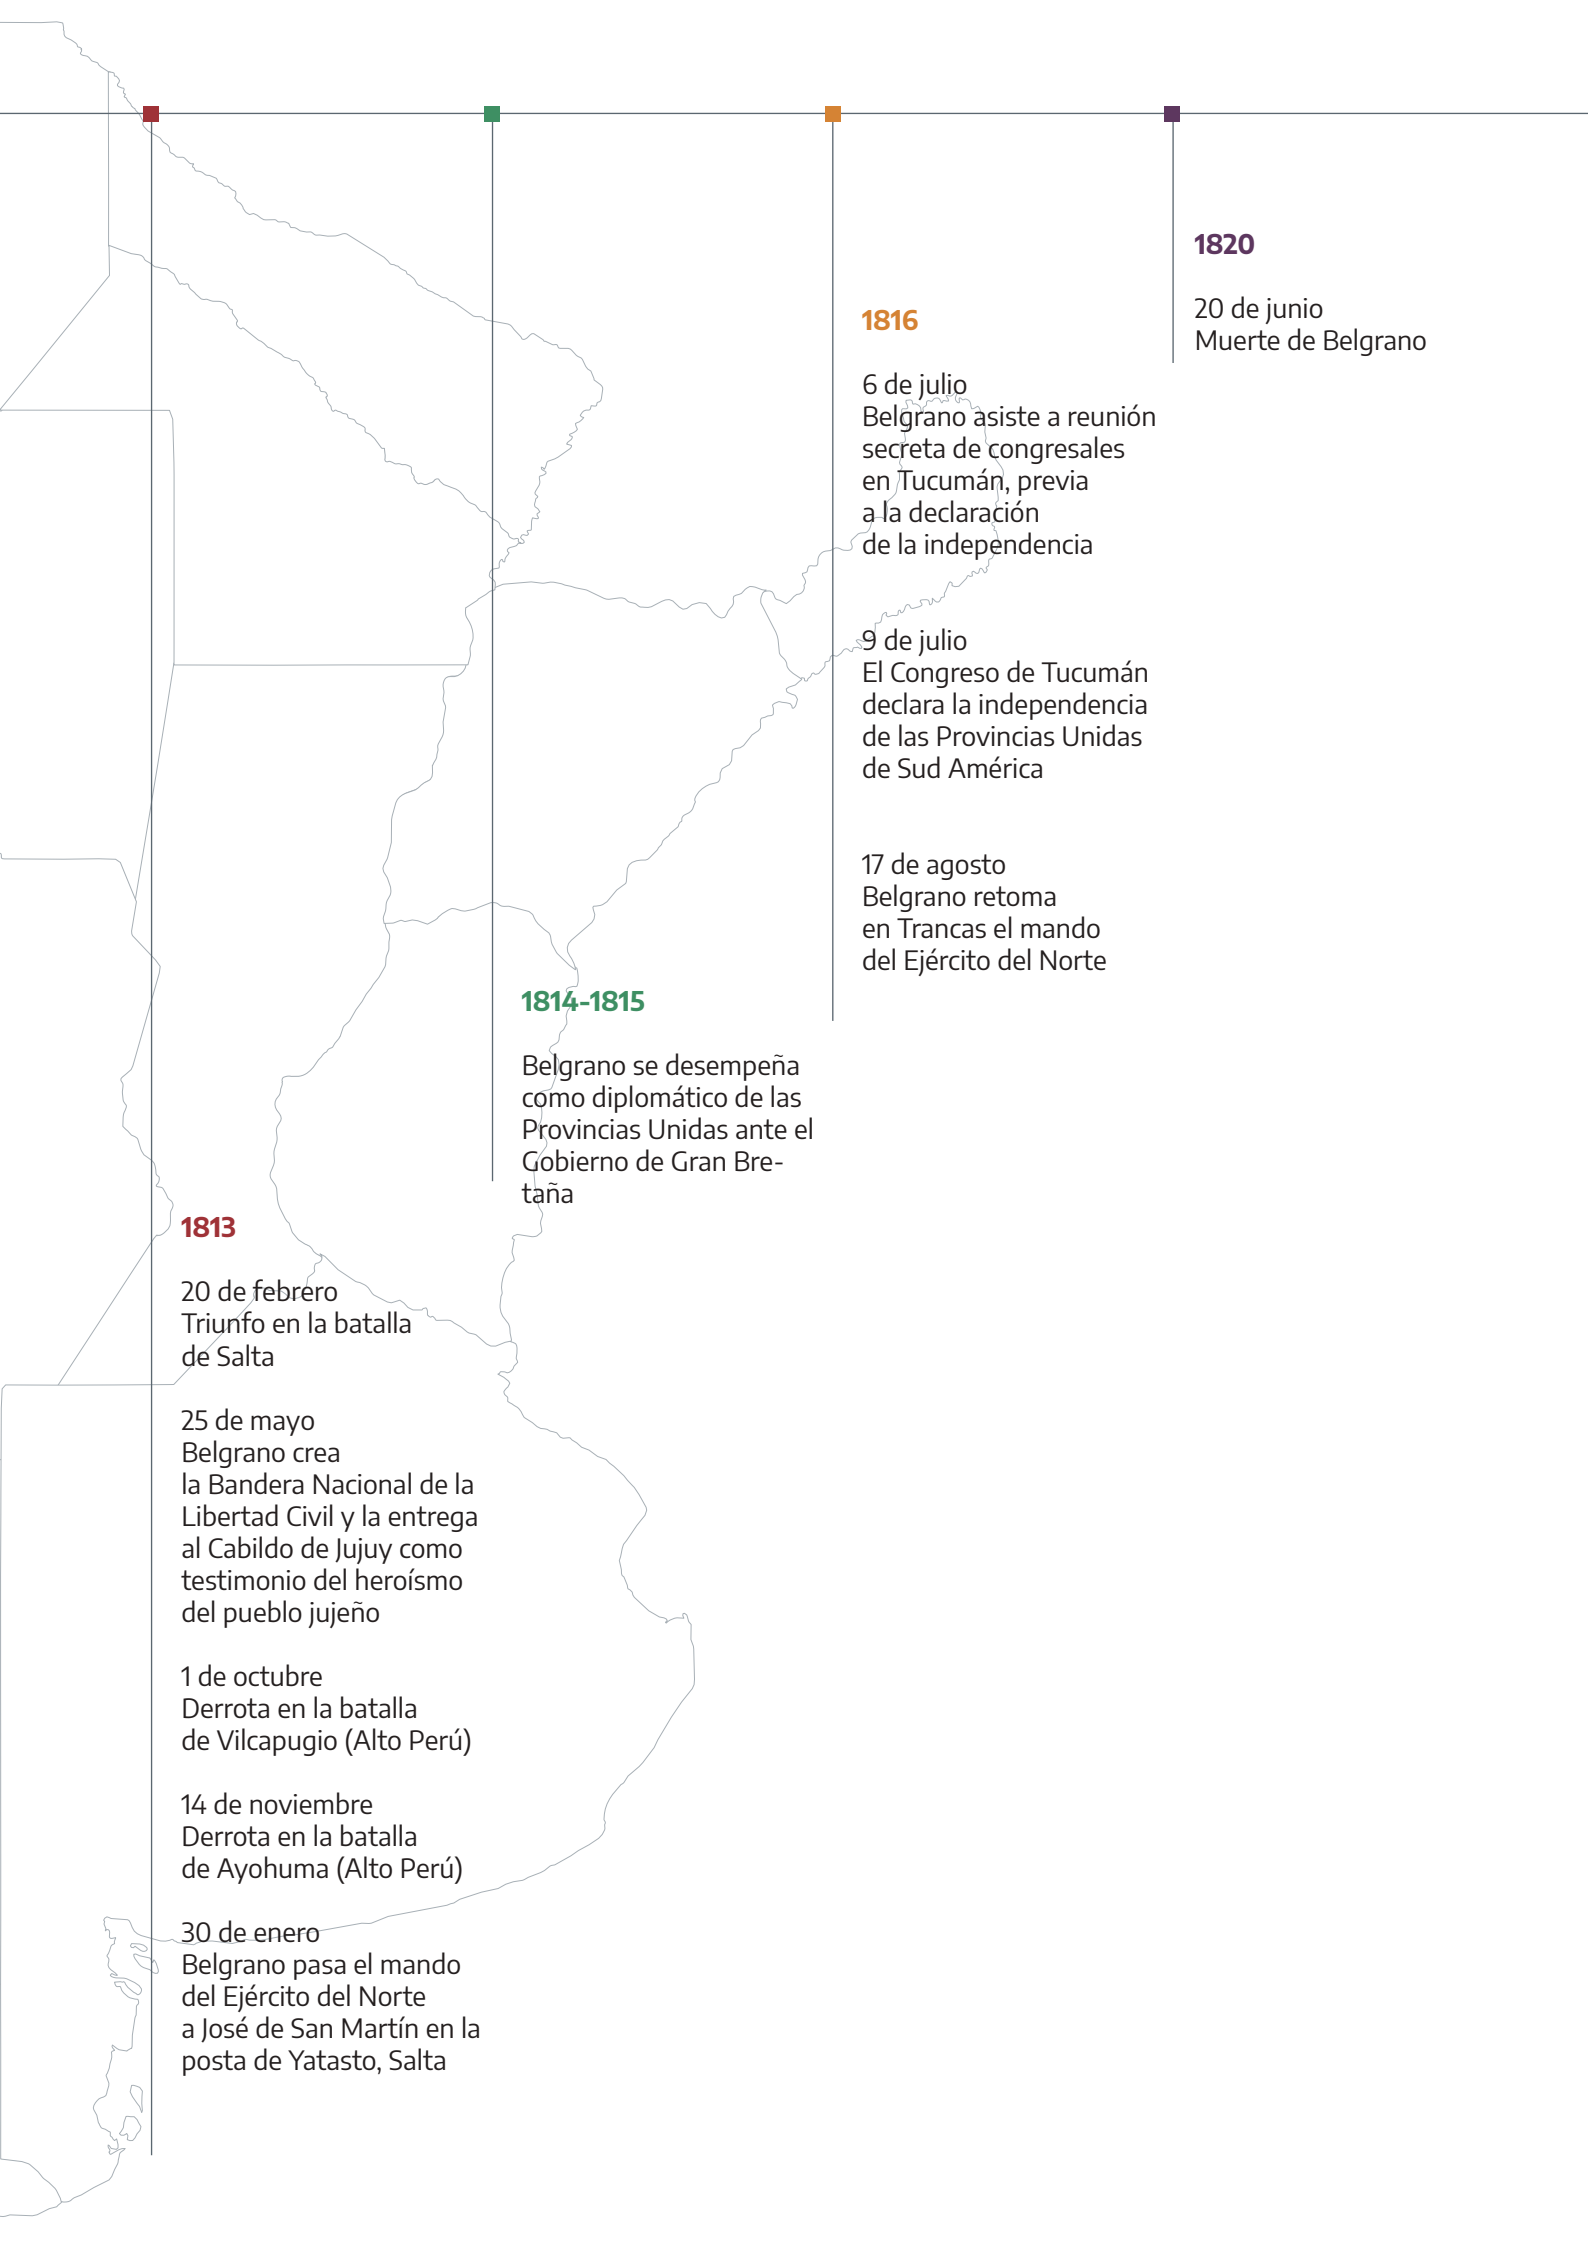 1813
20 de febrero
Triunfo en la batalla
de Salta
25 de mayo
Belgrano crea
la Bandera Nacional de la
Libertad Civil y la entrega
al Cabildo de Jujuy como
testimonio del heroísmo
del pueblo jujeño
1 de octubre
Derrota en la batalla
de Vilcapugio (Alto Perú)
14 de noviembre
Derrota en la batalla
de Ayohuma (Alto Perú)
30 de enero
Belgrano pasa el mando
del Ejército del Norte
a José de San Martín en la
posta de Yatasto, Salta
1814-1815
Belgrano se desempeña
como diplomático de las
Provincias Unidas ante el
Gobierno de Gran Bre-
taña
1816
6 de julio
Belgrano asiste a reunión
secreta de congresales
en Tucumán, previa
a la declaración
de la independencia
9 de julio
El Congreso de Tucumán
declara la independencia
de las Provincias Unidas
de Sud América
17 de agosto
Belgrano retoma
en Trancas el mando
del Ejército del Norte
1820
20 de junio
Muerte de Belgrano